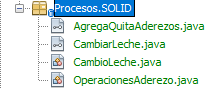 Procesos.SOLID
AgregaQuitaAderezos.java
CambiarLeche.java
CambioLeche.java
OperacionesAderezo.java